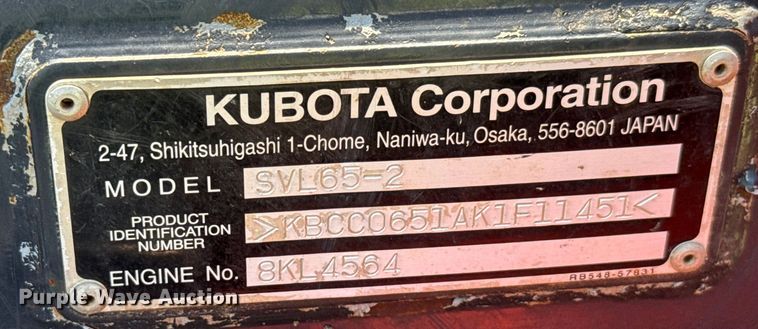 KUBOTA Corporation
2-47, Shikitsuhigashi 1-Chome, Naniwa-ku, Osaka, 556-8601 JAPAN
MODEL SVL65-2
PRODUCT
IDENTIFICATION >KBCC0651AK1F11451<
NUMBER
ENGINE No. 8KL4564
RB548-57831
Purple Wave Auction